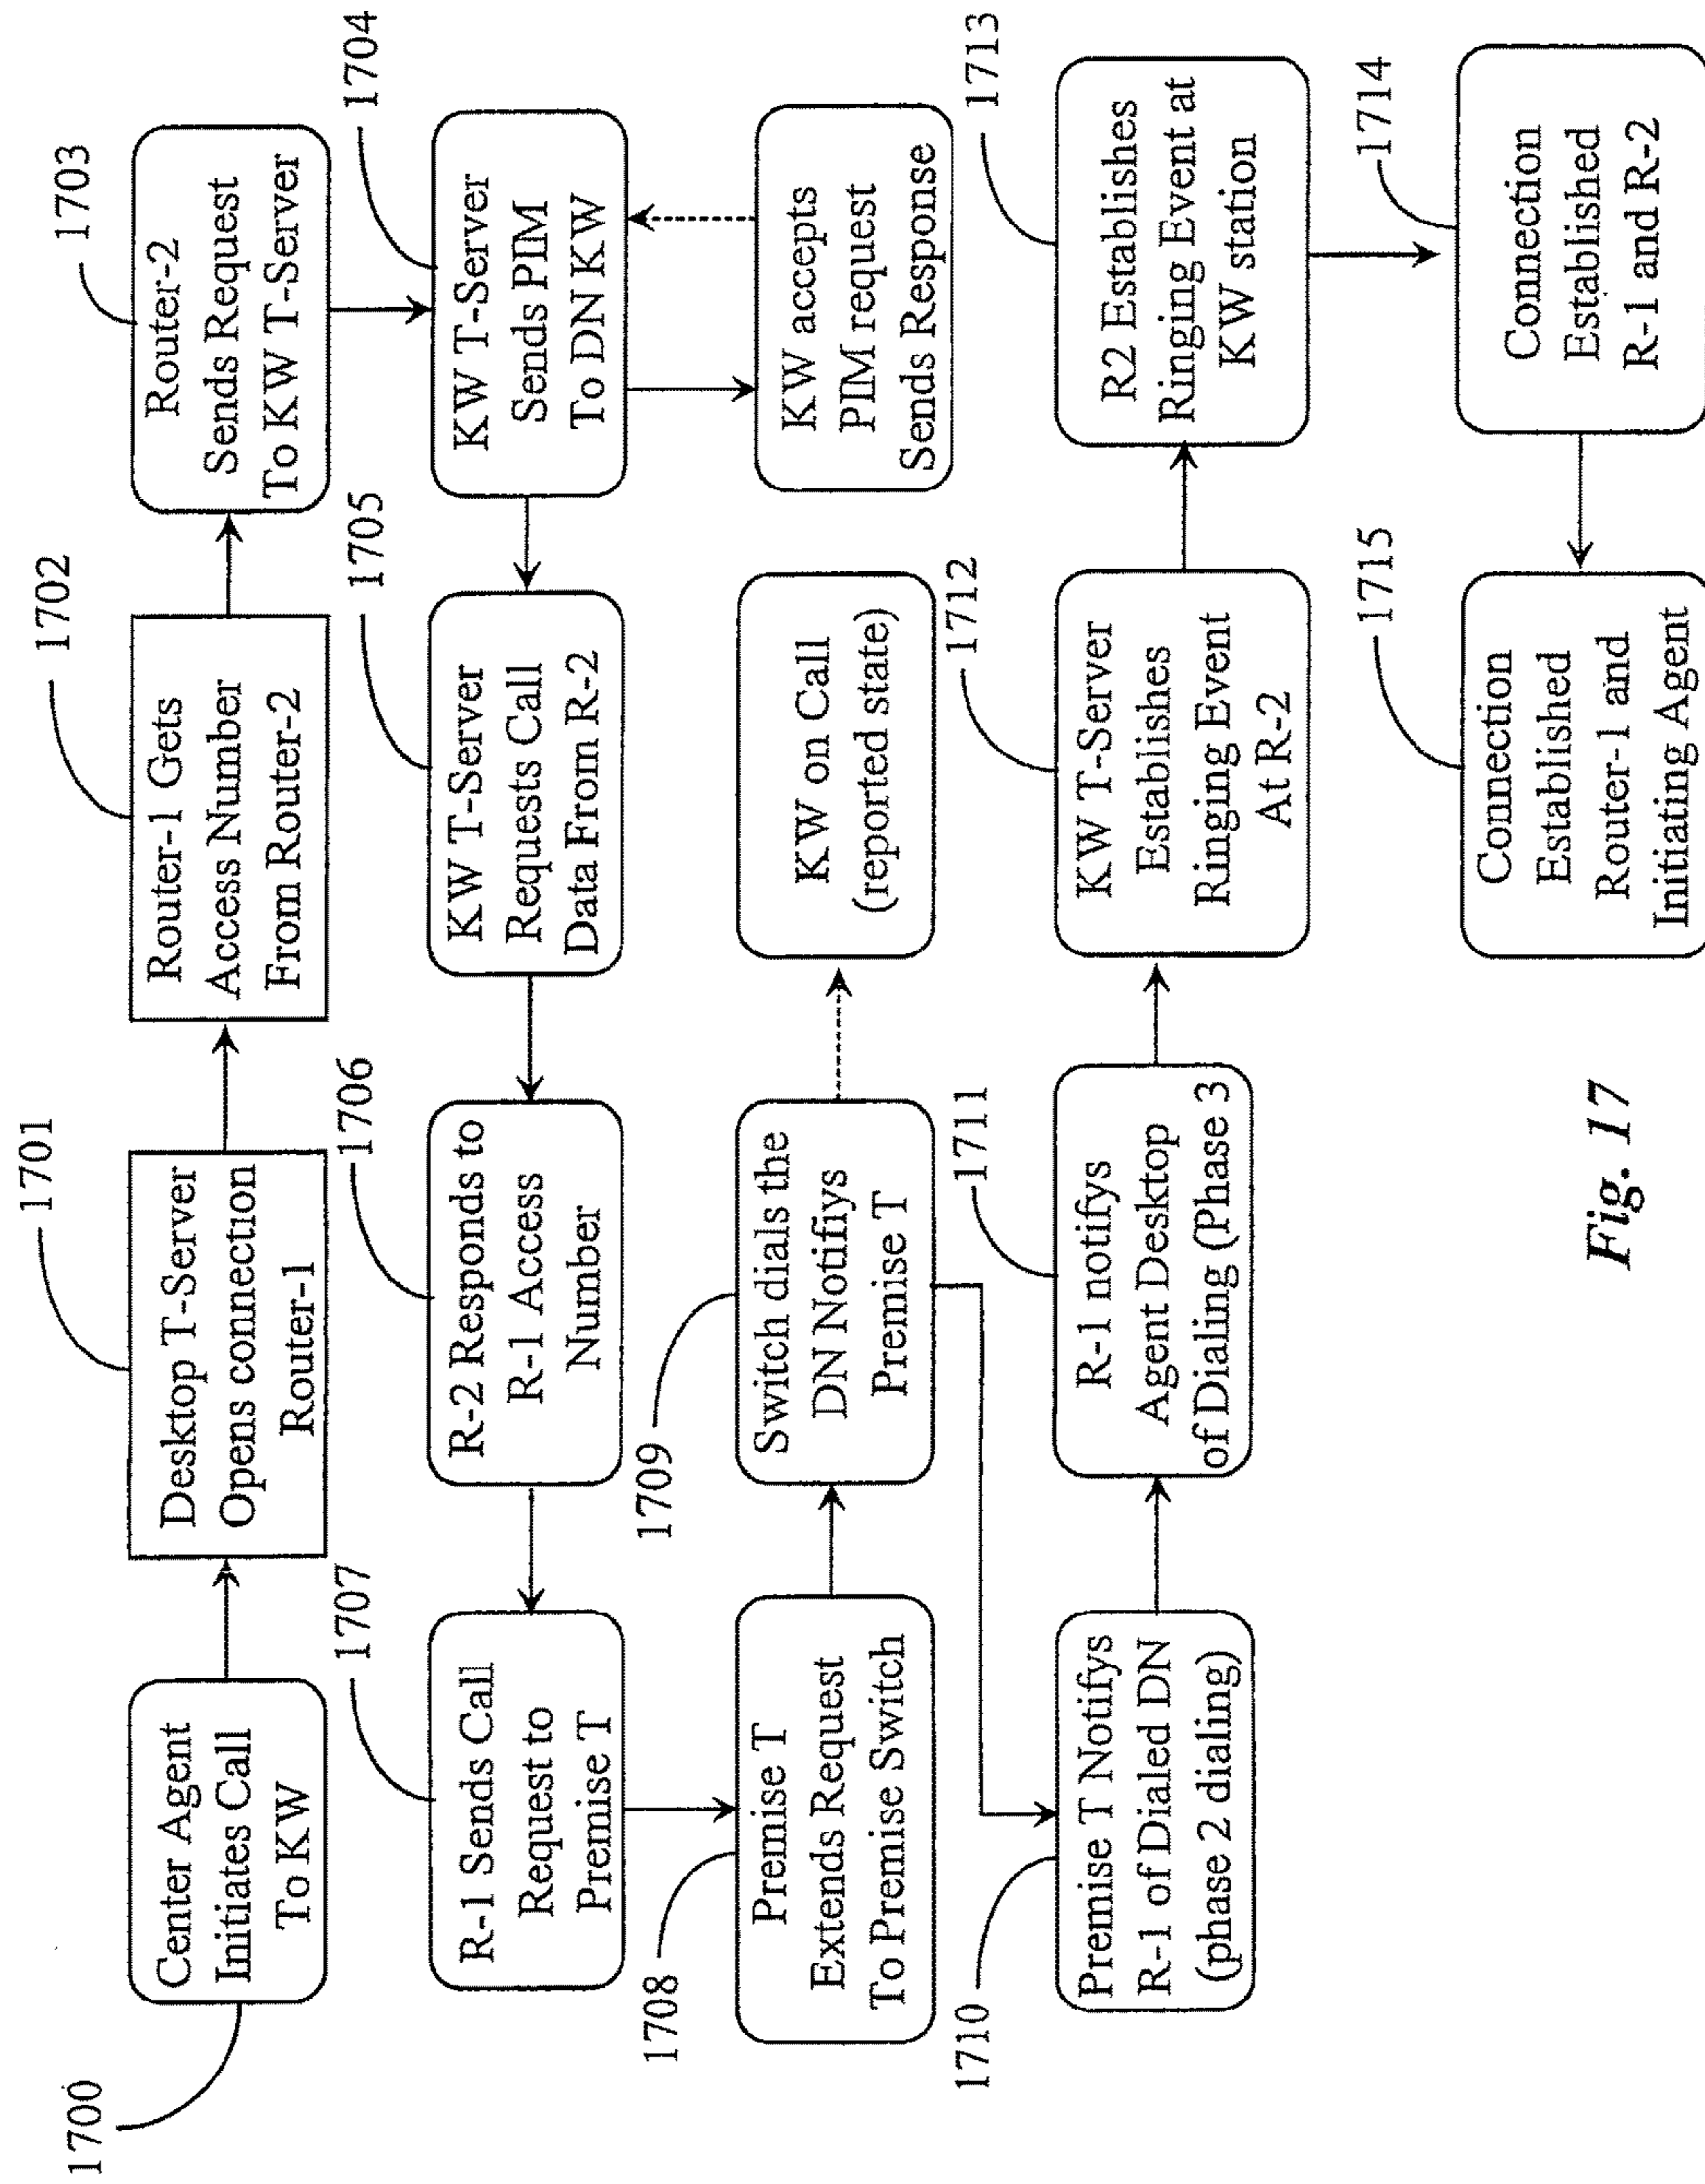 1700
Center Agent
Initiates Call
To KW
1701
Desktop T-Server
Opens connection
Router-1
1702
Router-1 Gets
Access Number
From Router-2
1703
Router-2
Sends Request
To KW T-Server
1704
KW T-Server
Sends PIM
To DN KW
KW accepts
PIM request
Sends Response
1705
KW T-Server
Requests Call
Data From R-2
1706
R-2 Responds to
R-1 Access
Number
1707
R-1 Sends Call
Request to
Premise T
1708
Premise T
Extends Request
To Premise Switch
1709
Switch dials the
DN Notifiys
Premise T
KW on Call
(reported state)
1710
Premise T Notifys
R-1 of Dialed DN
(phase 2 dialing)
1711
R-1 notifys
Agent Desktop
of Dialing (Phase 3
1712
KW T-Server
Establishes
Ringing Event
At R-2
1713
R2 Establishes
Ringing Event at
KW station
1714
Connection
Established
R-1 and R-2
1715
Connection
Established
Router-1 and
Initiating Agent
Fig. 17